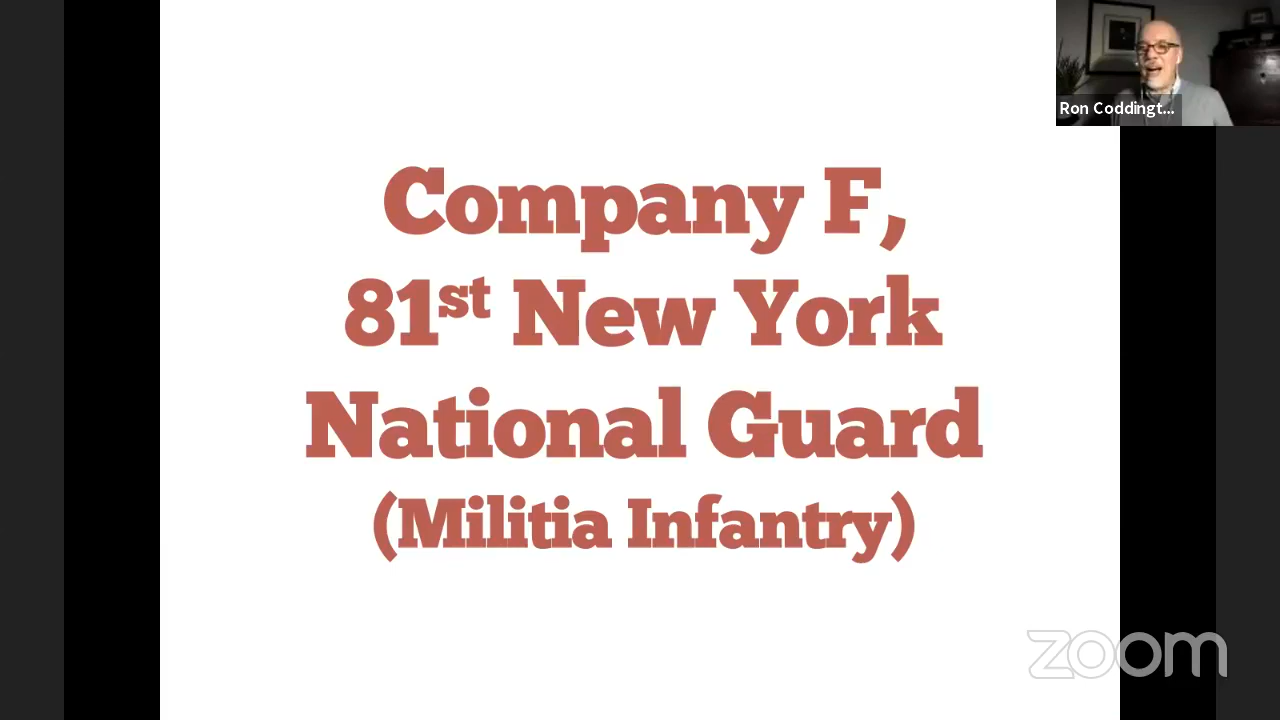 Ron Coddingt...
Company F,
81st New York
National Guard
(Militia Infantry)
zoom